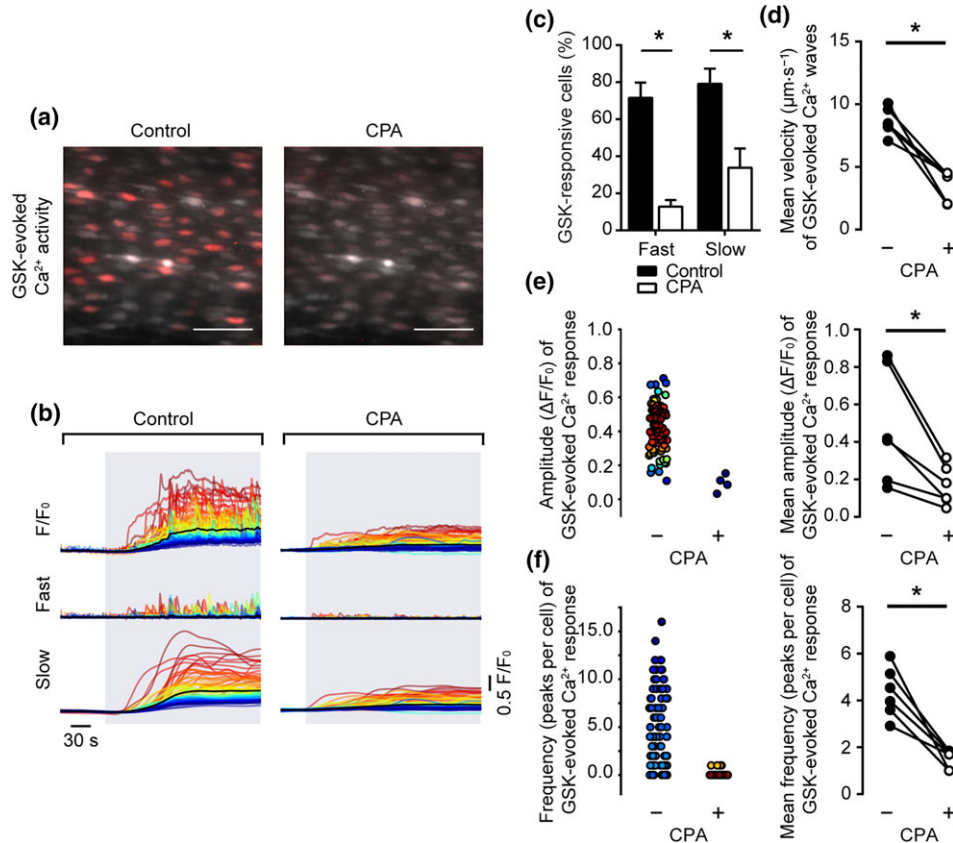 (a)
Control
CPA
GSK-evoked
Ca²⁺ activity
(b)
Control
CPA
F/F₀
Fast
Slow
0.5 F/F₀
30 s
(c)
GSK-responsive cells (%)
100
80
60
40
20
0
*
*
Fast
Slow
Control
CPA
(d)
Mean velocity (µm·s⁻¹)
of GSK-evoked Ca²⁺ waves
15
10
5
0
*
−
+
CPA
(e)
Amplitude (ΔF/F₀) of
GSK-evoked Ca²⁺ response
1.0
0.8
0.6
0.4
0.2
0.0
−
+
CPA
Mean amplitude (ΔF/F₀) of
GSK-evoked Ca²⁺ response
1.0
0.8
0.6
0.4
0.2
0.0
*
−
+
CPA
(f)
Frequency (peaks per cell) of
GSK-evoked Ca²⁺ response
15.0
10.0
5.0
0.0
−
+
CPA
Mean frequency (peaks per cell) of
GSK-evoked Ca²⁺ response
8
6
4
2
0
*
−
+
CPA